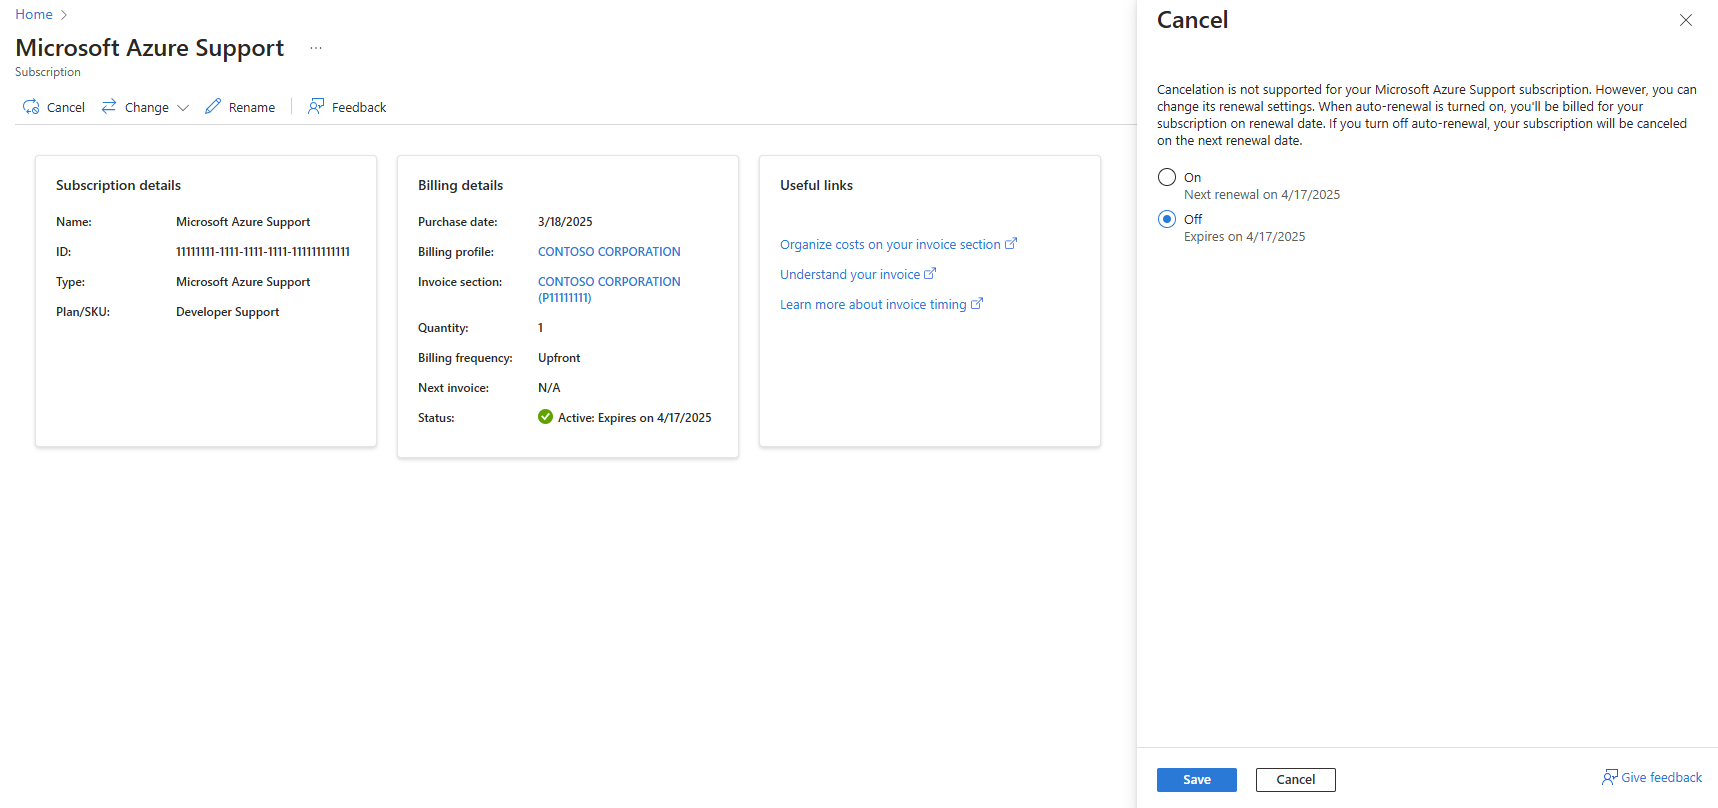 Home
Microsoft Azure Support ...
Subscription
Cancel Change Rename Feedback
Subscription details
Name: Microsoft Azure Support
ID: 11111111-1111-1111-1111-111111111111
Type: Microsoft Azure Support
Plan/SKU: Developer Support
Billing details
Purchase date: 3/18/2025
Billing profile: CONTOSO CORPORATION
Invoice section: CONTOSO CORPORATION
(P11111111)
Quantity: 1
Billing frequency: Upfront
Next invoice: N/A
Status: Active: Expires on 4/17/2025
Useful links
Organize costs on your invoice section
Understand your invoice
Learn more about invoice timing
Cancel
Cancelation is not supported for your Microsoft Azure Support subscription. However, you can
change its renewal settings. When auto-renewal is turned on, you'll be billed for your
subscription on renewal date. If you turn off auto-renewal, your subscription will be canceled
on the next renewal date.
On
Next renewal on 4/17/2025
Off
Expires on 4/17/2025
Save Cancel Give feedback